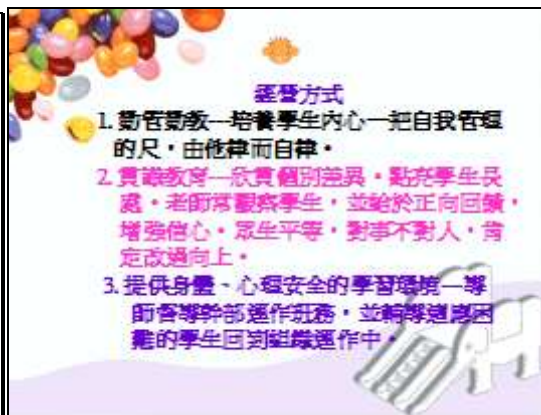 經營方式
1. 勤管勤教—培養學生內心一把自我管理
的尺，由他律而自律。
2. 賞識教育—欣賞個別差異，點亮學生長
處。老師常觀察學生，並給於正向回饋，
增強信心。眾生平等，對事不對人，肯
定改過向上。
3. 提供身體、心理安全的學習環境—導
師督導幹部運作班務，並輔導適應困
難的學生回到組織運作中。